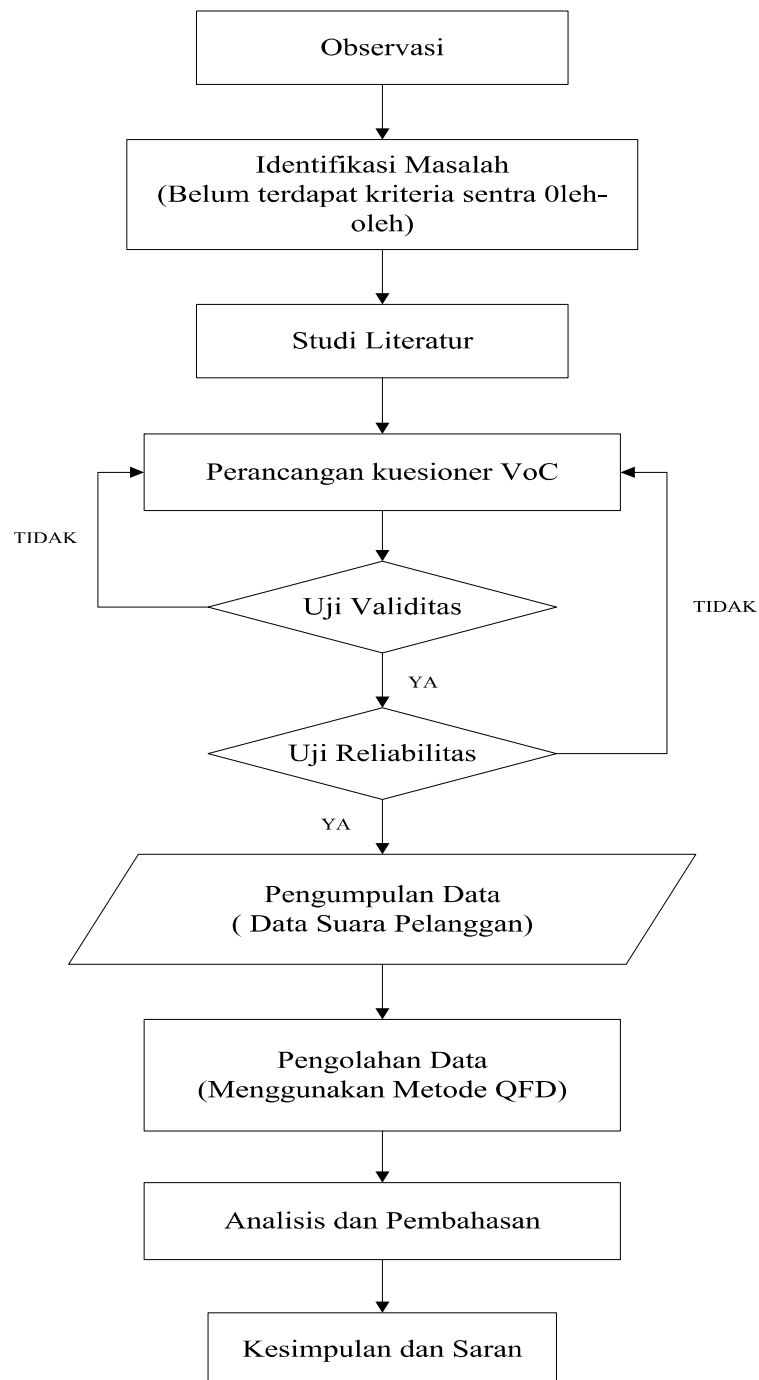 Observasi
Identifikasi Masalah
(Belum terdapat kriteria sentra 0leh-
oleh)
Studi Literatur
Perancangan kuesioner VoC
TIDAK
Uji Validitas
TIDAK
YA
Uji Reliabilitas
YA
Pengumpulan Data
( Data Suara Pelanggan)
Pengolahan Data
(Menggunakan Metode QFD)
Analisis dan Pembahasan
Kesimpulan dan Saran